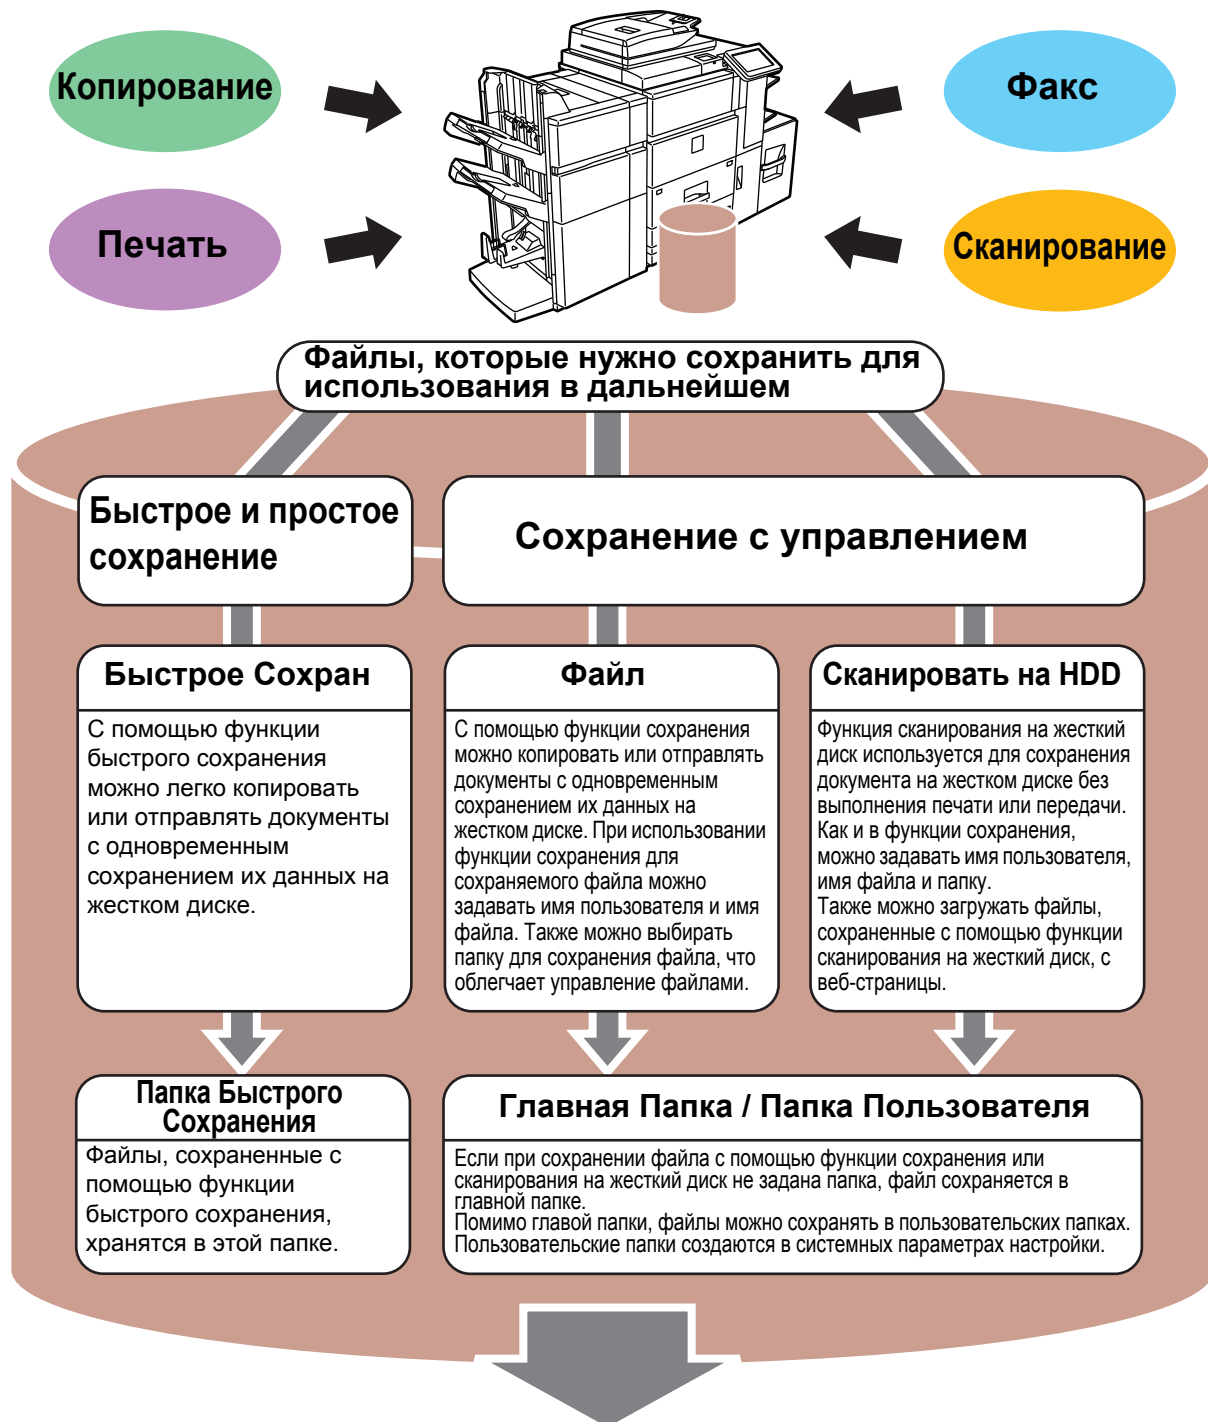 Копирование
Факс
Печать
Сканирование
Файлы, которые нужно сохранить для
использования в дальнейшем
Быстрое и простое
сохранение
Сохранение с управлением
Быстрое Сохран
С помощью функции
быстрого сохранения
можно легко копировать
или отправлять документы
с одновременным
сохранением их данных на
жестком диске.
Файл
С помощью функции сохранения
можно копировать или отправлять
документы с одновременным
сохранением их данных на
жестком диске. При использовании
функции сохранения для
сохраняемого файла можно
задавать имя пользователя и имя
файла. Также можно выбирать
папку для сохранения файла, что
облегчает управление файлами.
Сканировать на HDD
Функция сканирования на жесткий
диск используется для сохранения
документа на жестком диске без
выполнения печати или передачи.
Как и в функции сохранения,
можно задавать имя пользователя,
имя файла и папку.
Также можно загружать файлы,
сохраненные с помощью функции
сканирования на жесткий диск, с
веб-страницы.
Папка Быстрого
Сохранения
Файлы, сохраненные с
помощью функции
быстрого сохранения,
хранятся в этой папке.
Главная Папка / Папка Пользователя
Если при сохранении файла с помощью функции сохранения или
сканирования на жесткий диск не задана папка, файл сохраняется в
главной папке.
Помимо главой папки, файлы можно сохранять в пользовательских папках.
Пользовательские папки создаются в системных параметрах настройки.